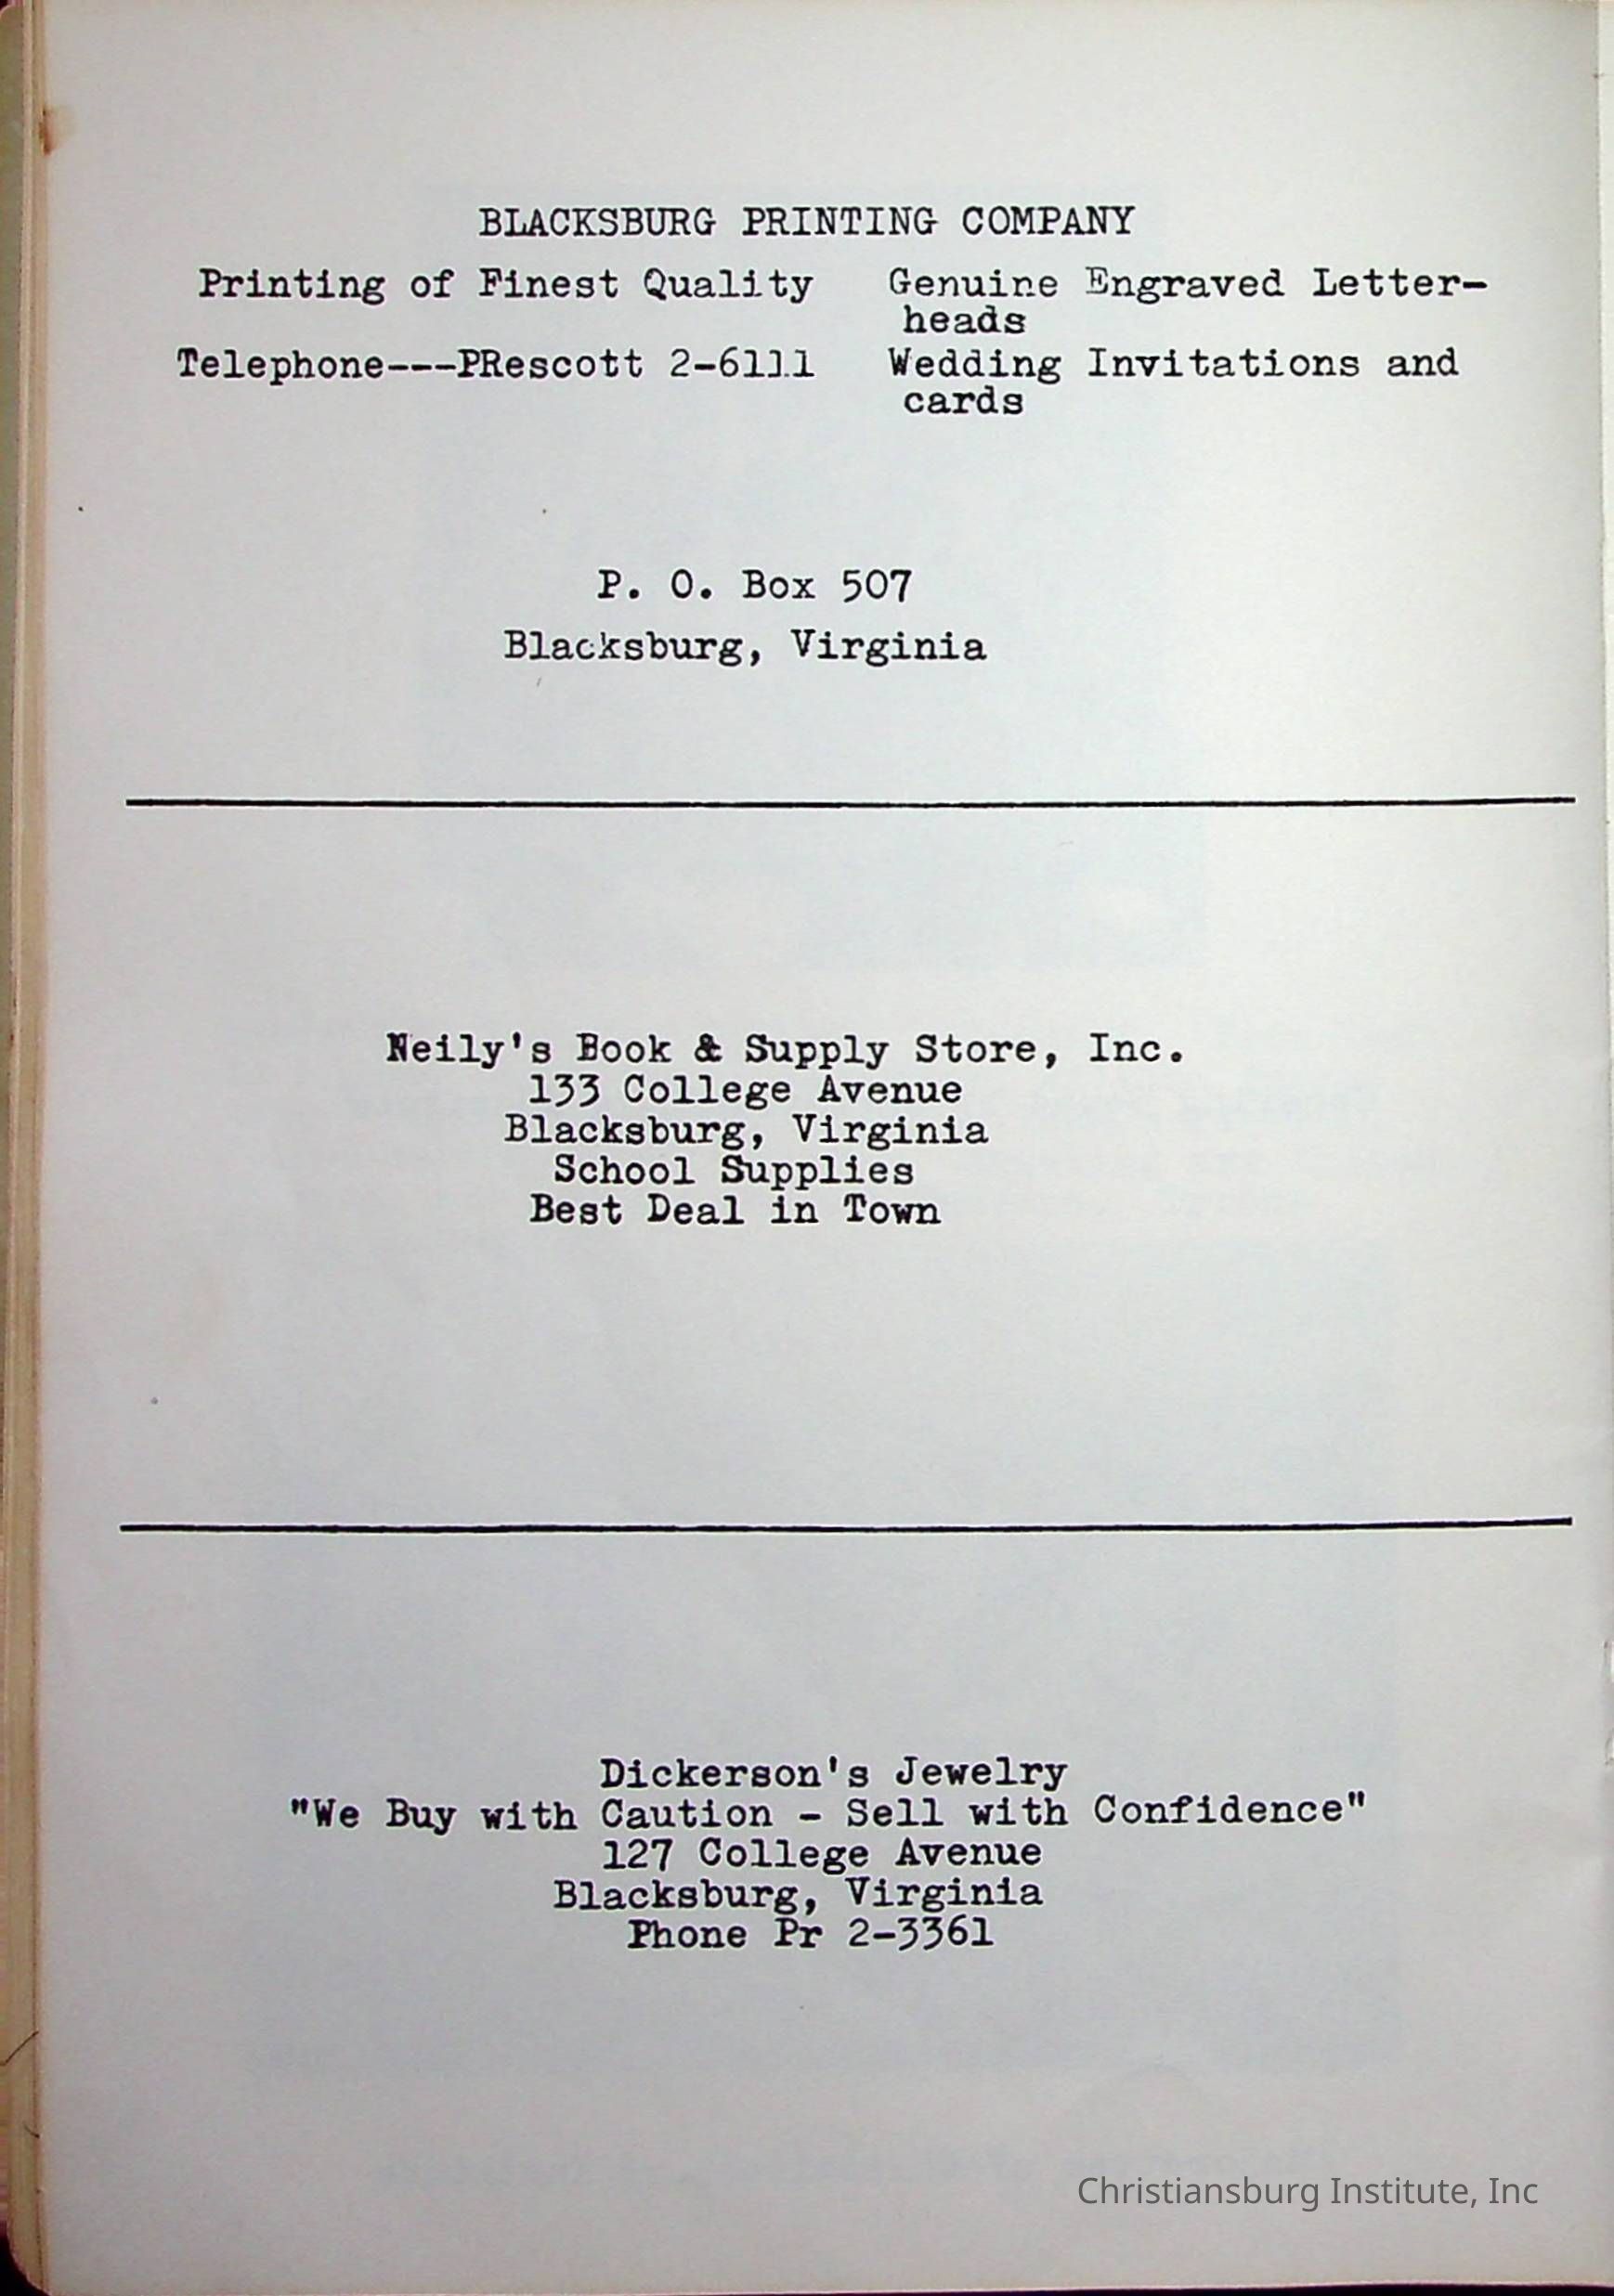 BLACKSBURG PRINTING COMPANY
Printing of Finest Quality
Telephone---PRescott 2-6111
Genuine Engraved Letter-
heads
Wedding Invitations and
cards
P. O. Box 507
Blacksburg, Virginia
Neily's Book & Supply Store, Inc.
133 College Avenue
Blacksburg, Virginia
School Supplies
Best Deal in Town
Dickerson's Jewelry
"We Buy with Caution - Sell with Confidence"
127 College Avenue
Blacksburg, Virginia
Phone Pr 2-3361
Christiansburg Institute, Inc